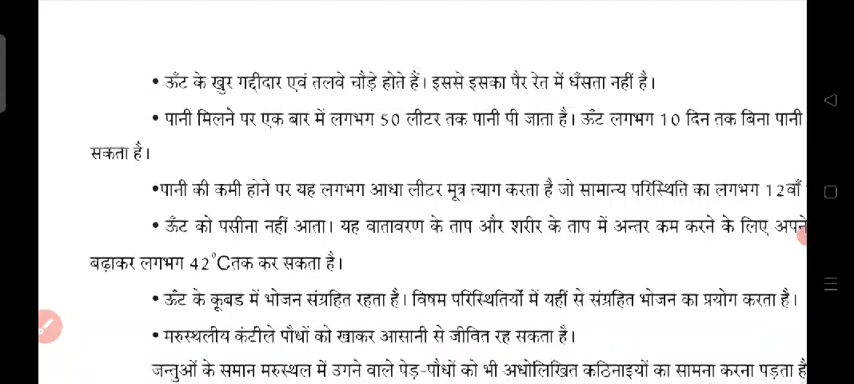 • ऊँट के खुर गद्दीदार एवं तलवे चौड़े होते हैं। इससे इसका पैर रेत में धँसता नहीं है।
• पानी मिलने पर एक बार में लगभग 50 लीटर तक पानी पी जाता है। ऊँट लगभग 10 दिन तक बिना पानी
सकता है।
•पानी की कमी होने पर यह लगभग आधा लीटर मूत्र त्याग करता है जो सामान्य परिस्थिति का लगभग 12वाँ
• ऊँट को पसीना नहीं आता। यह वातावरण के ताप और शरीर के ताप में अन्तर कम करने के लिए अपने
बढ़ाकर लगभग 42°C तक कर सकता है।
• ऊँट के कूबड में भोजन संग्रहित रहता है। विषम परिस्थितियों में यहीं से संग्रहित भोजन का प्रयोग करता है।
• मरुस्थलीय कंटीले पौधों को खाकर आसानी से जीवित रह सकता है।
जन्तुओं के समान मरुस्थल में उगने वाले पेड़-पौधों को भी अधोलिखित कठिनाइयों का सामना करना पड़ता है